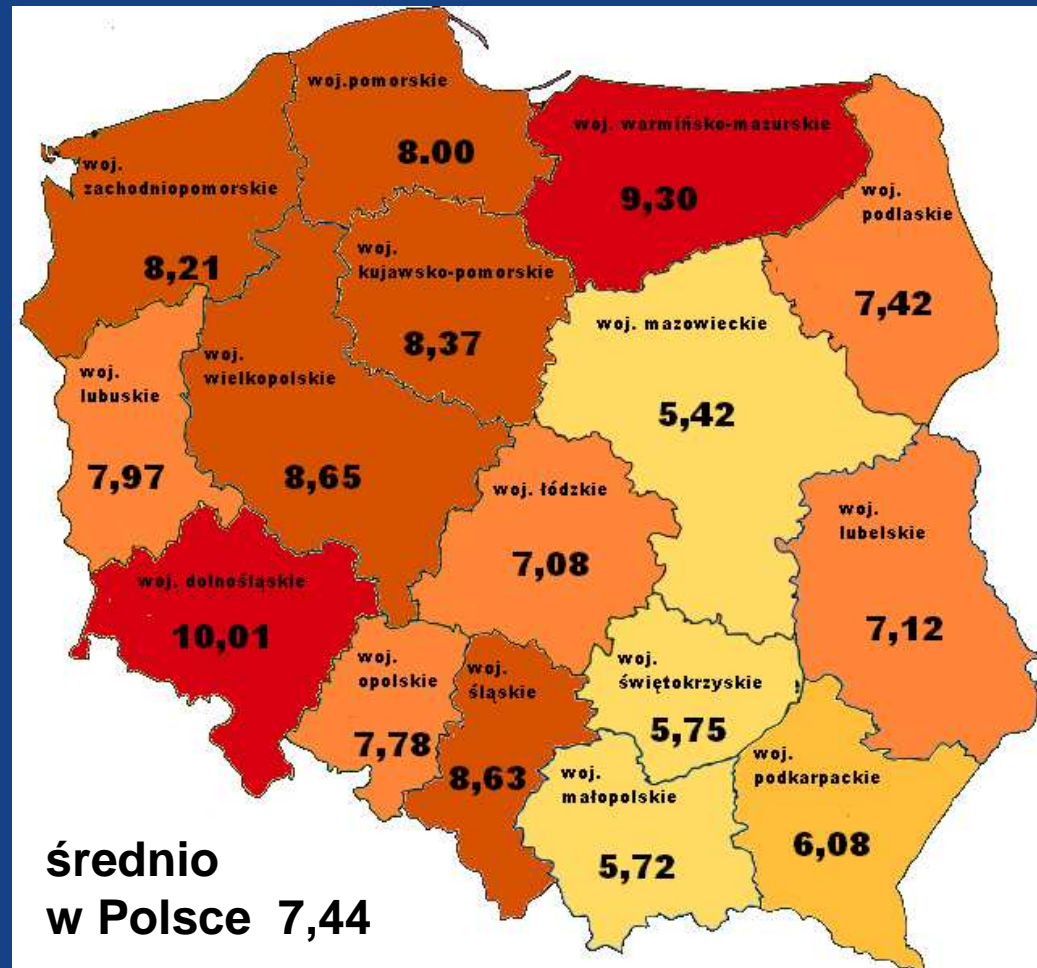 woj.pomorskie
8.00
woj. warmińsko-mazurskie
9,30
woj.
zachodniopomorskie
8,21
woj.
podlaskie
7,42
woj.
kujawsko-pomorskie
8,37
woj. mazowieckie
5,42
woj.
lubuskie
7,97
woj.
wielkopolskie
8,65
woj. łódzkie
7,08
woj.
lubelskie
7,12
woj. dolnośląskie
10,01
woj.
opolskie
7,78
woj.
śląskie
8,63
woj.
świętokrzyskie
5,75
woj.
małopolskie
5,72
woj.
podkarpackie
6,08
średnio
w Polsce 7,44